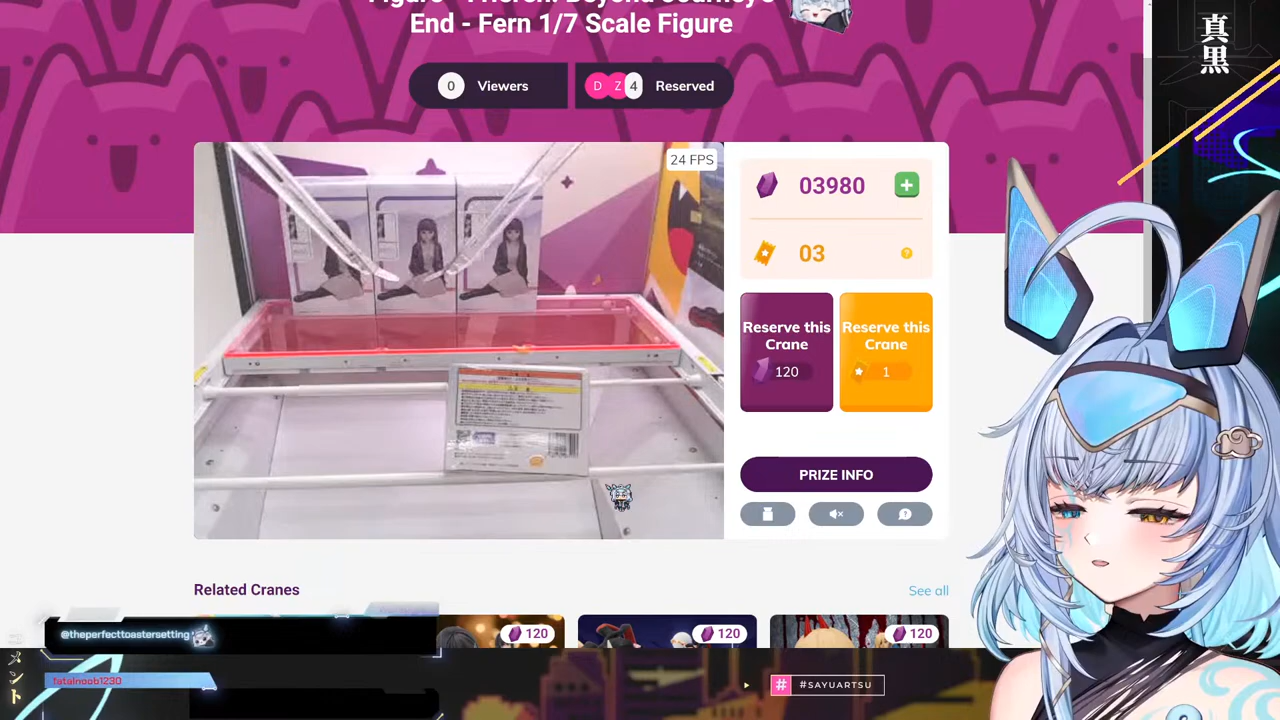 End - Fern 1/7 Scale Figure
0 Viewers
D Z 4 Reserved
24 FPS
03980
03
Reserve this
Crane
120
Reserve this
Crane
1
PRIZE INFO
Related Cranes
See all
120
120
120
@theperfecttoastersetting
fatalnoob1230
# #SAYUARTSU
真黒